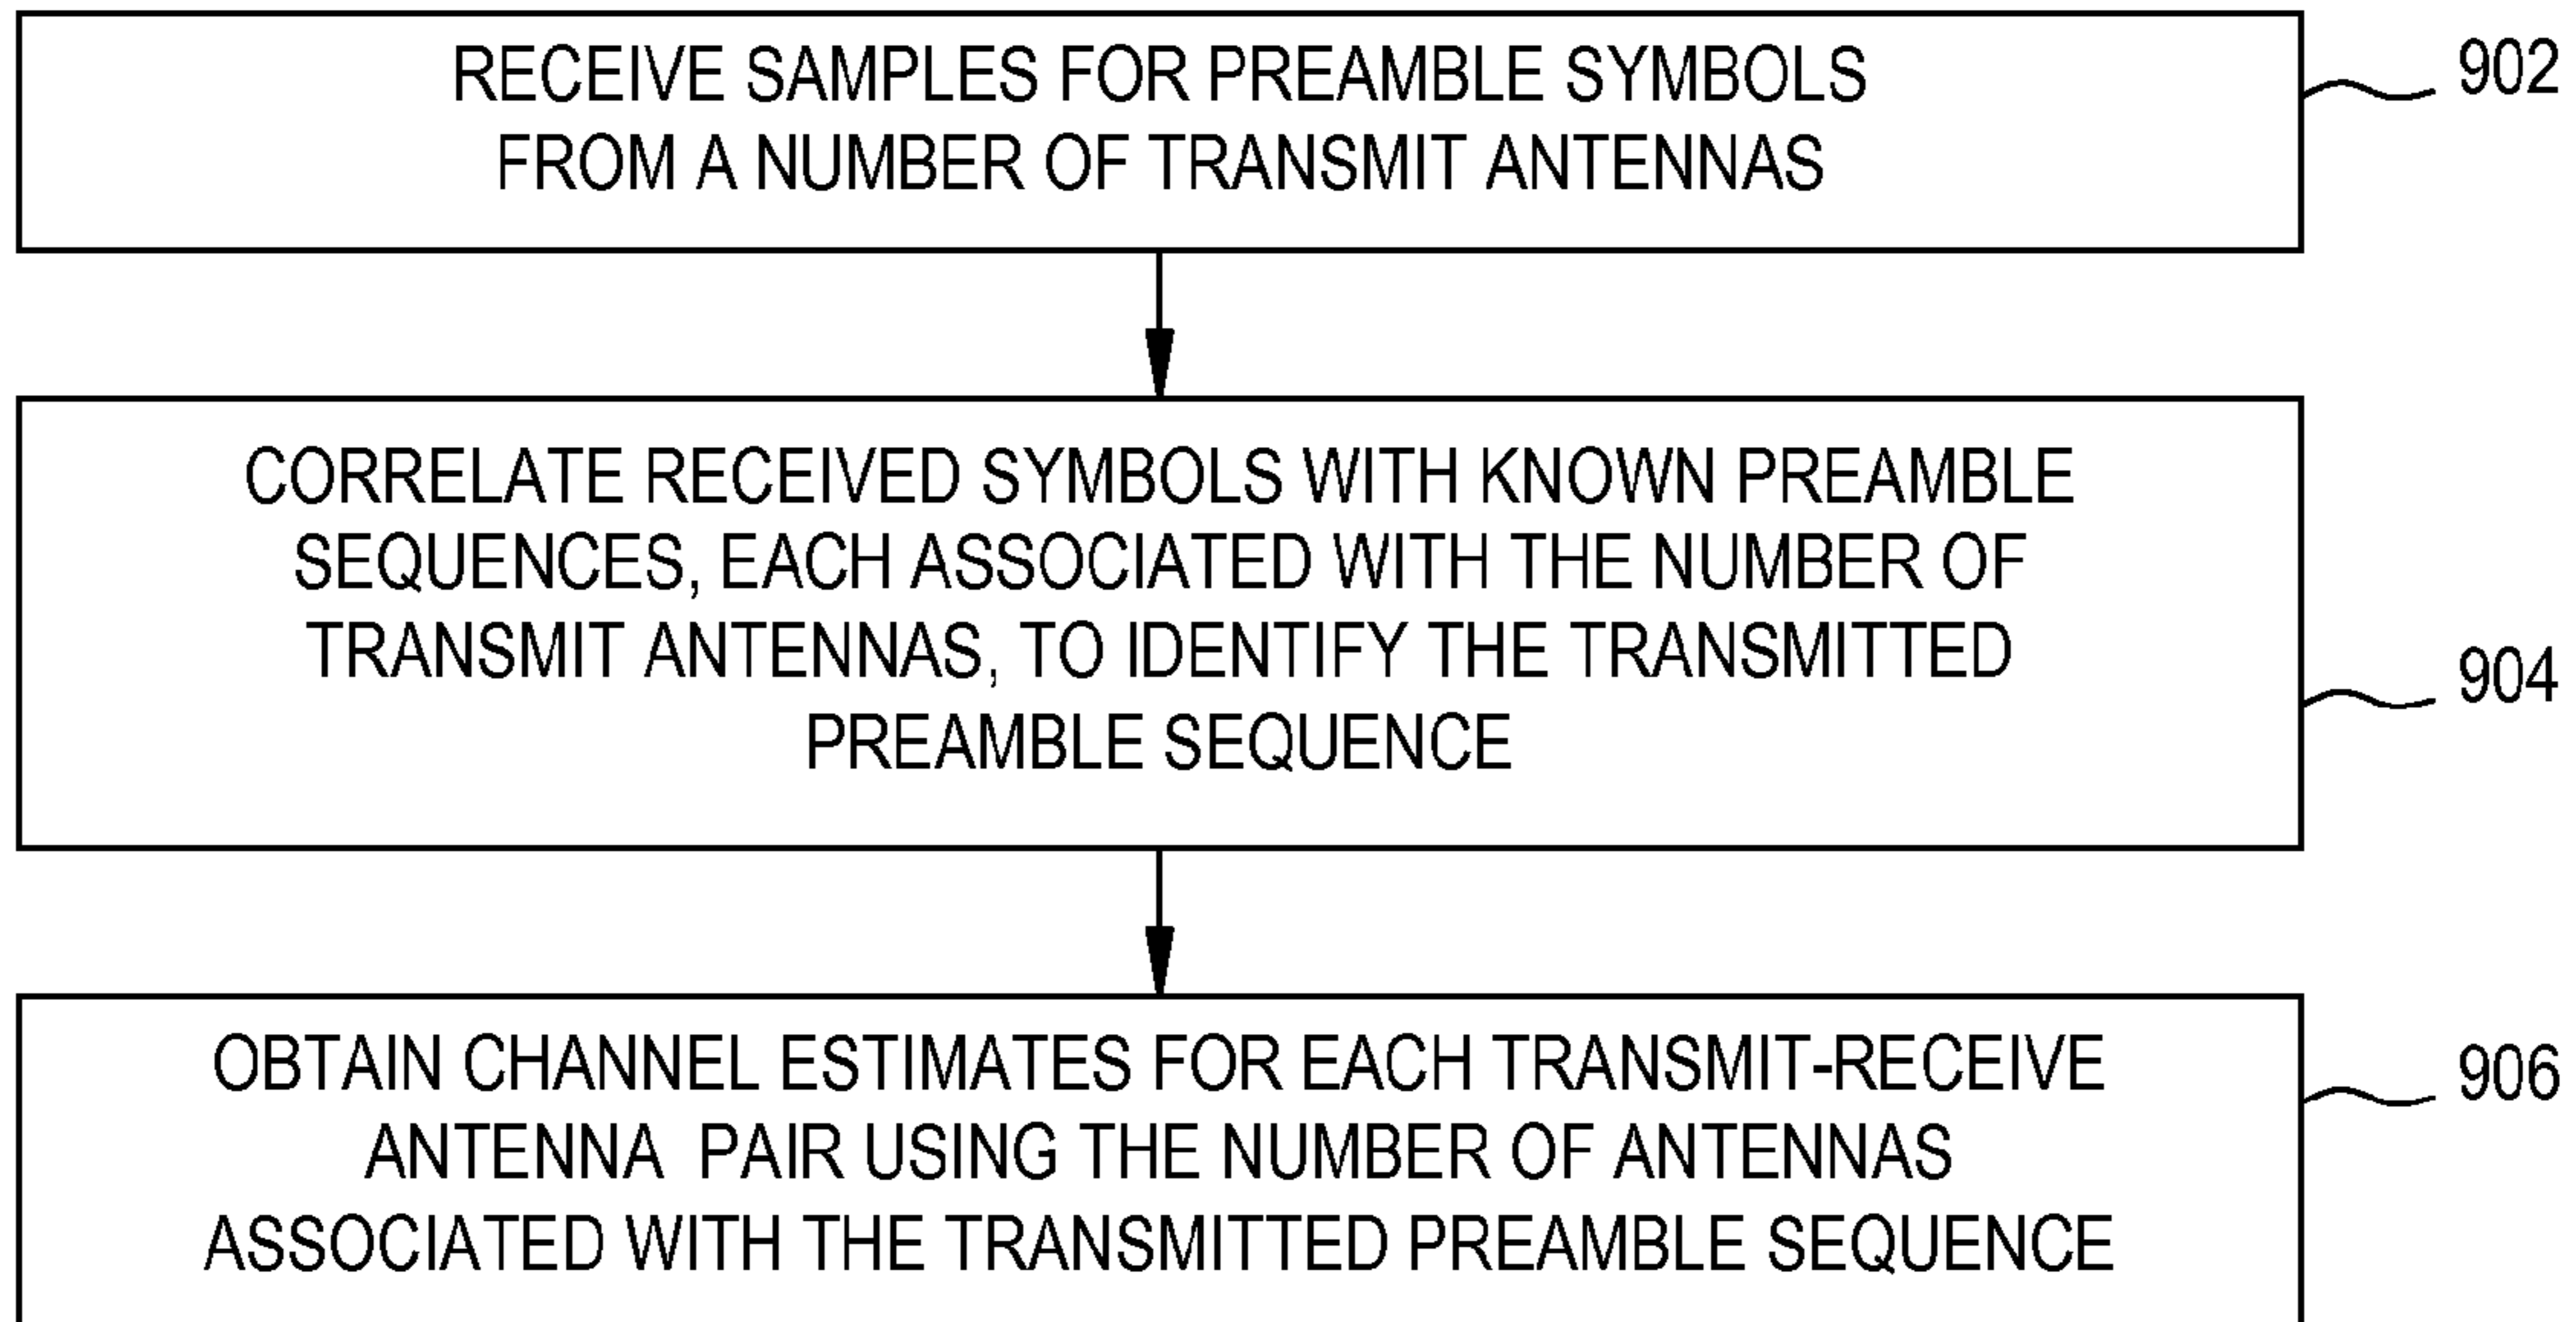 RECEIVE SAMPLES FOR PREAMBLE SYMBOLS
FROM A NUMBER OF TRANSMIT ANTENNAS
902
CORRELATE RECEIVED SYMBOLS WITH KNOWN PREAMBLE
SEQUENCES, EACH ASSOCIATED WITH THE NUMBER OF
TRANSMIT ANTENNAS, TO IDENTIFY THE TRANSMITTED
PREAMBLE SEQUENCE
904
OBTAIN CHANNEL ESTIMATES FOR EACH TRANSMIT-RECEIVE
ANTENNA PAIR USING THE NUMBER OF ANTENNAS
ASSOCIATED WITH THE TRANSMITTED PREAMBLE SEQUENCE
906